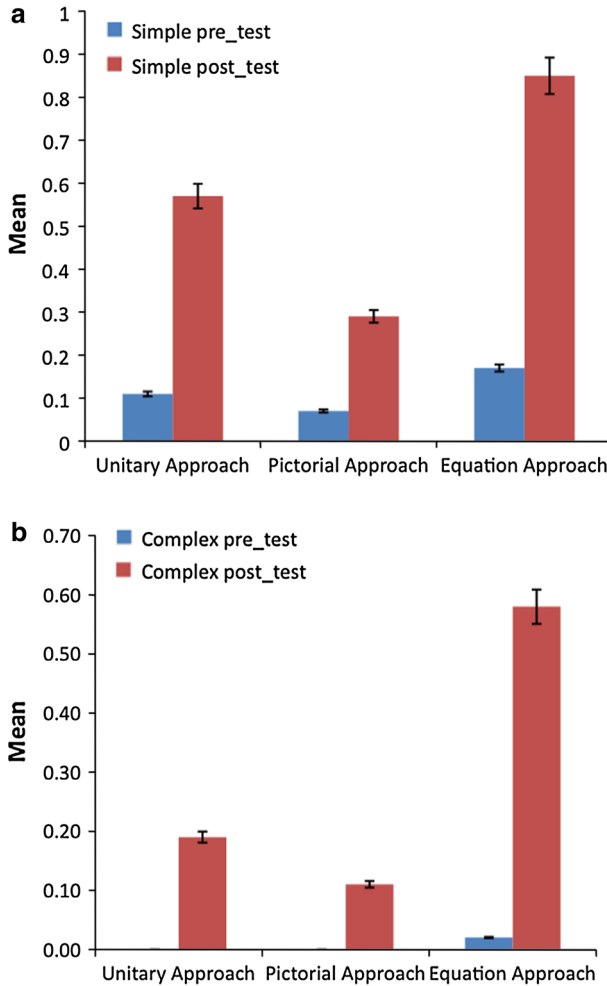 a
Simple pre_test
Simple post_test
1
0.9
0.8
0.7
0.6
0.5
0.4
0.3
0.2
0.1
0
Mean
Unitary Approach Pictorial Approach Equation Approach
b
Complex pre_test
Complex post_test
0.70
0.60
0.50
0.40
0.30
0.20
0.10
0.00
Mean
Unitary Approach Pictorial Approach Equation Approach